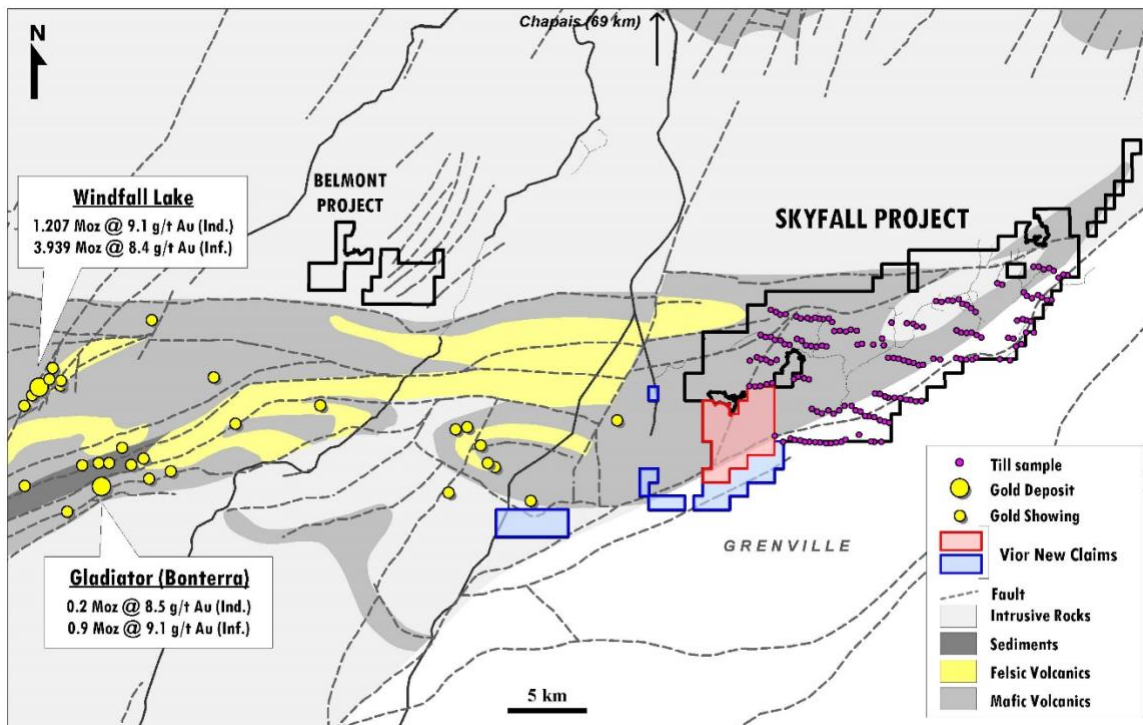 N
Chapais (69 km)
Windfall Lake
1.207 Moz @ 9.1 g/t Au (Ind.)
3.939 Moz @ 8.4 g/t Au (Inf.)
BELMONT
PROJECT
SKYFALL PROJECT
GRENVILLE
Gladiator (Bonterra)
0.2 Moz @ 8.5 g/t Au (Ind.)
0.9 Moz @ 9.1 g/t Au (Inf.)
5 km
Till sample
Gold Deposit
Gold Showing
Vior New Claims
Fault
Intrusive Rocks
Sediments
Felsic Volcanics
Mafic Volcanics